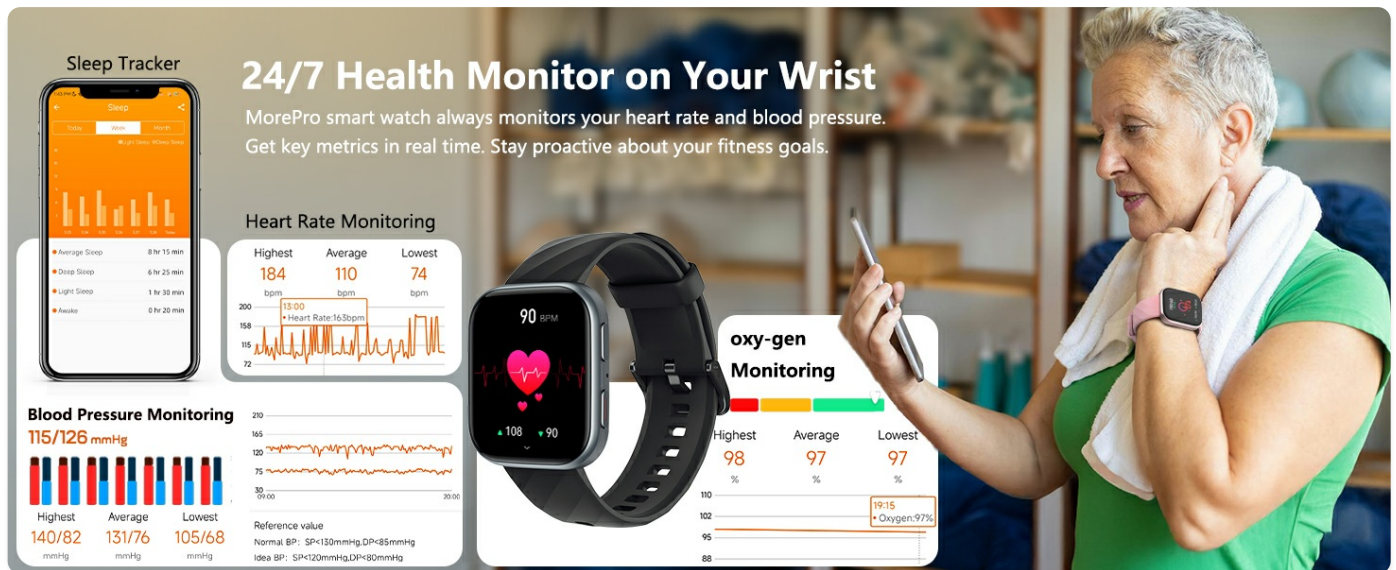 Sleep Tracker
Sleep
Today Week Month
Average Sleep 8 hr 15 min
Deep Sleep 6 hr 25 min
Light Sleep 1 hr 30 min
Awake 0 hr 20 min
24/7 Health Monitor on Your Wrist
MorePro smart watch always monitors your heart rate and blood pressure.
Get key metrics in real time. Stay proactive about your fitness goals.
Heart Rate Monitoring
Highest Average Lowest
184 110 74
bpm bpm bpm
200
13:00
• Heart Rate:163bpm
158
115
72
Blood Pressure Monitoring
115/126 mmHg
Highest Average Lowest
140/82 131/76 105/68
mmHg mmHg mmHg
210
165
120
75
30
09:00 20:00
Reference value
Normal BP: SP<130mmHg,DP<85mmHg
Idea BP: SP<120mmHg,DP<80mmHg
90 BPM
▲108 ▼90
oxy-gen
Monitoring
Highest Average Lowest
98 97 97
% % %
110
19:15
• Oxygen:97%
102
95
88